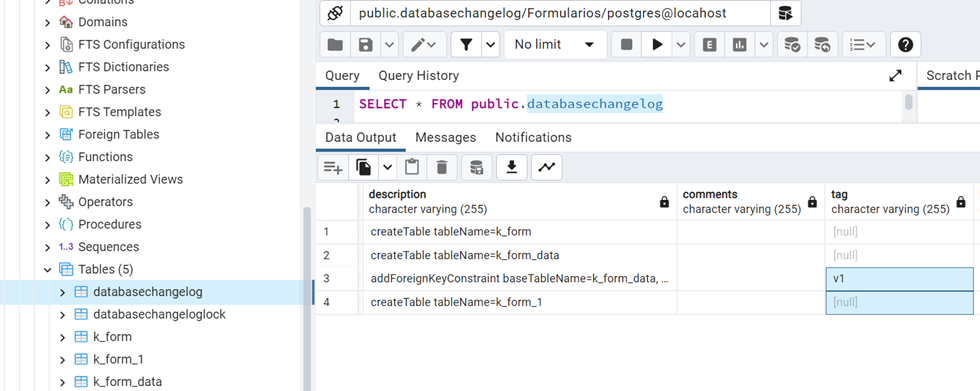 Collations
Domains
FTS Configurations
FTS Dictionaries
Aa FTS Parsers
FTS Templates
Foreign Tables
Functions
Materialized Views
Operators
Procedures
1..3 Sequences
Tables (5)
databasechangelog
databasechangeloglock
k_form
k_form_1
k_form_data
public.databasechangelog/Formularios/postgres@locahost
No limit
E
Query Query History
Scratch P
1 SELECT * FROM public.databasechangelog
Data Output Messages Notifications
description comments tag
character varying (255) character varying (255) character varying (255)
1 createTable tableName=k_form [null]
2 createTable tableName=k_form_data [null]
3 addForeignKeyConstraint baseTableName=k_form_data, ... v1
4 createTable tableName=k_form_1 [null]